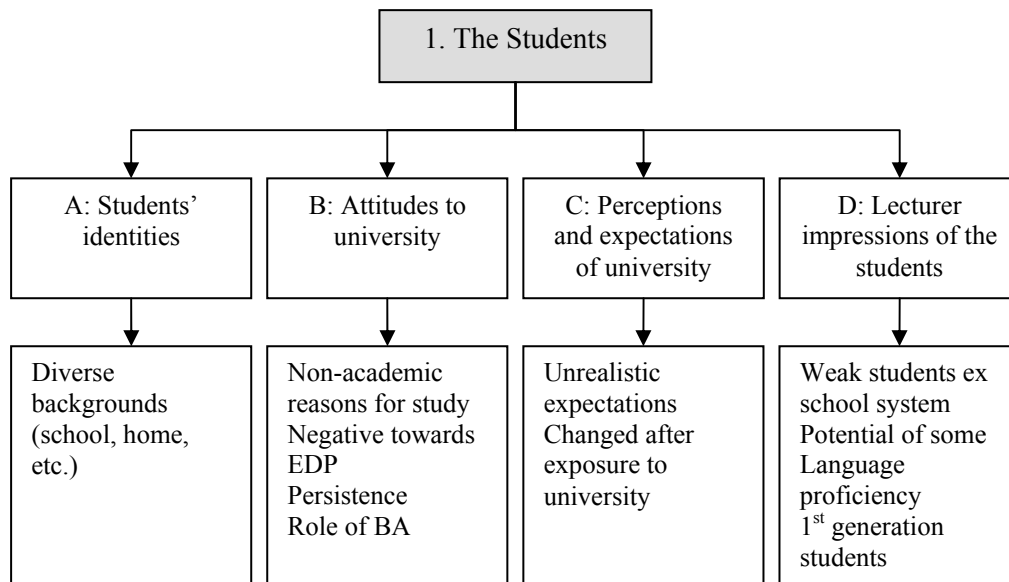 1. The Students
A: Students’
identities
B: Attitudes to
university
C: Perceptions
and expectations
of university
D: Lecturer
impressions of the
students
Diverse
backgrounds
(school, home,
etc.)
Non-academic
reasons for study
Negative towards
EDP
Persistence
Role of BA
Unrealistic
expectations
Changed after
exposure to
university
Weak students ex
school system
Potential of some
Language
proficiency
1st generation
students